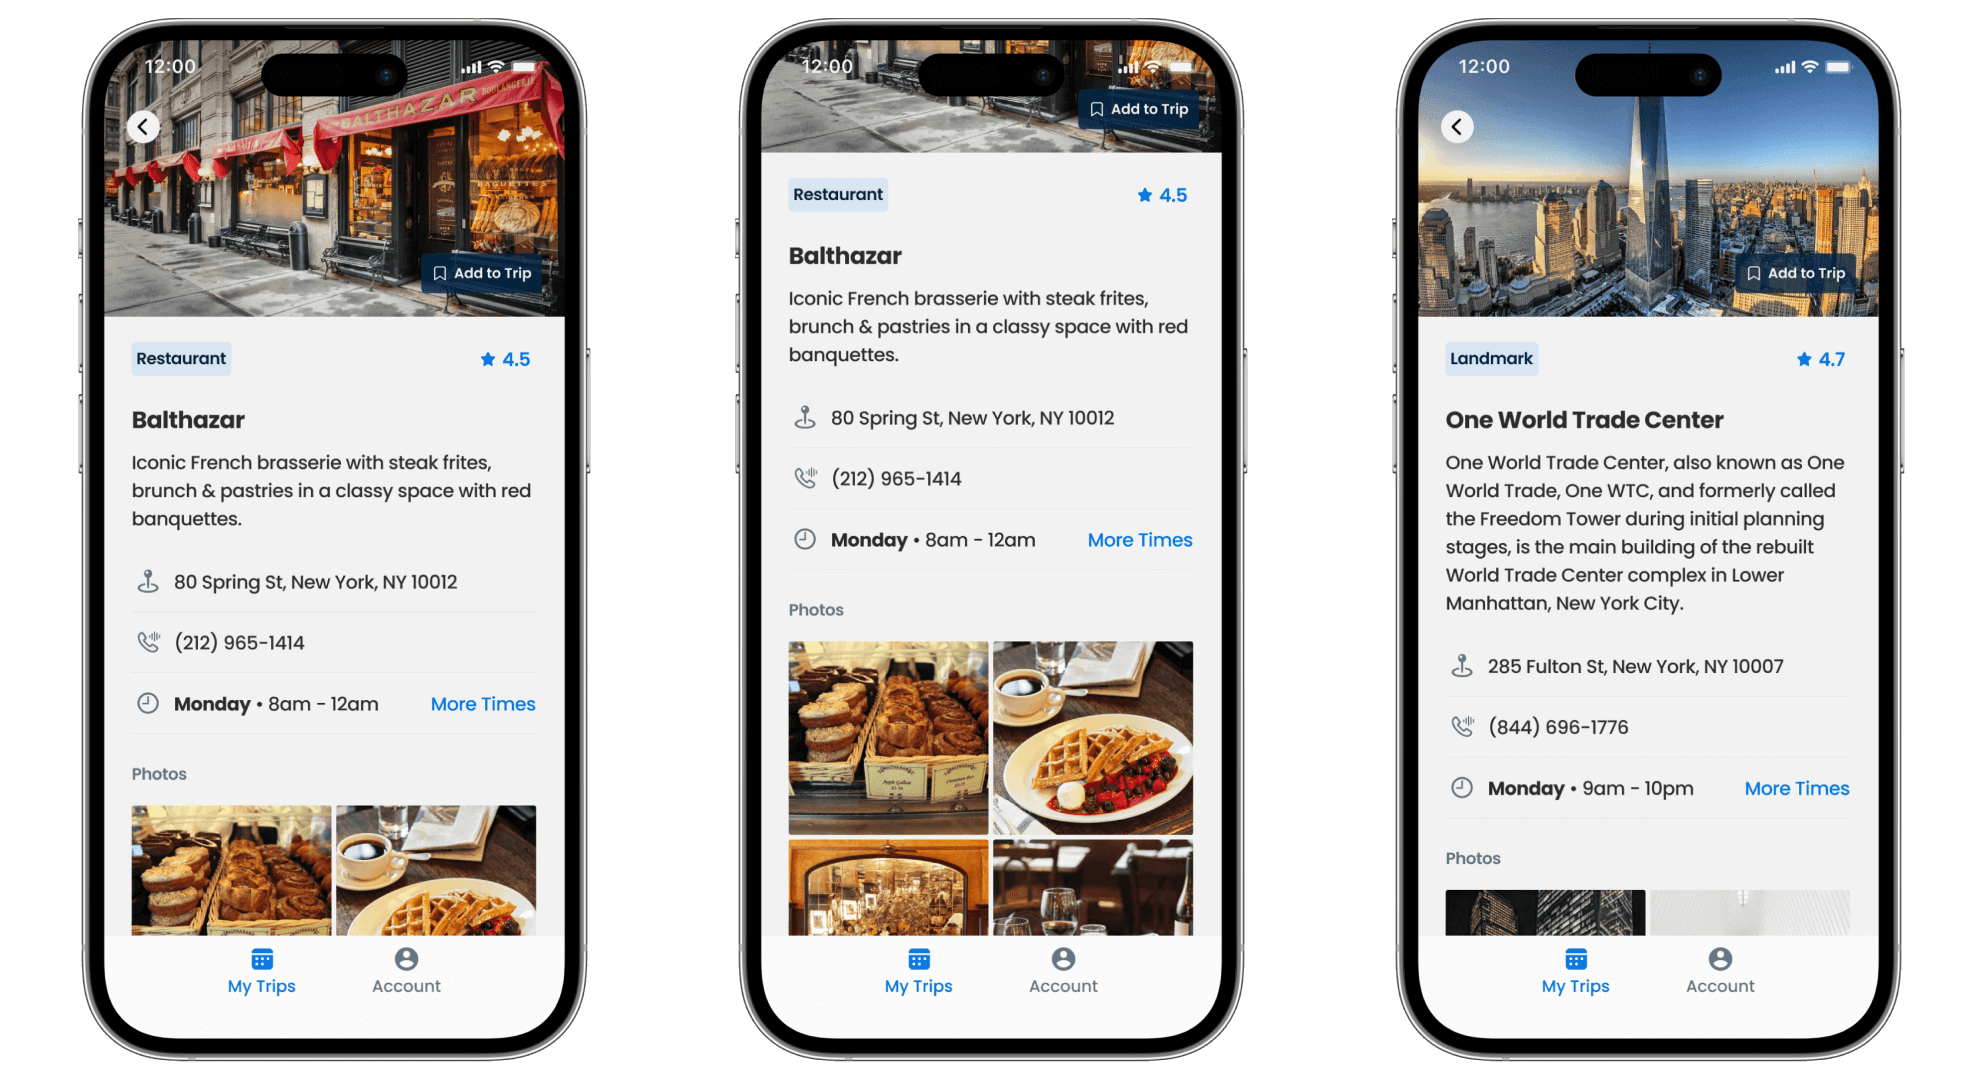 12:00
BALTHAZAR
BOULANGERIE
BAGUETTES
Add to Trip
Restaurant
4.5
Balthazar
Iconic French brasserie with steak frites,
brunch & pastries in a classy space with red
banquettes.
80 Spring St, New York, NY 10012
(212) 965-1414
Monday • 8am - 12am
More Times
Photos
My Trips
Account
12:00
Add to Trip
Restaurant
4.5
Balthazar
Iconic French brasserie with steak frites,
brunch & pastries in a classy space with red
banquettes.
80 Spring St, New York, NY 10012
(212) 965-1414
Monday • 8am - 12am
More Times
Photos
My Trips
Account
12:00
Add to Trip
Landmark
4.7
One World Trade Center
One World Trade Center, also known as One
World Trade, One WTC, and formerly called
the Freedom Tower during initial planning
stages, is the main building of the rebuilt
World Trade Center complex in Lower
Manhattan, New York City.
285 Fulton St, New York, NY 10007
(844) 696-1776
Monday • 9am - 10pm
More Times
Photos
My Trips
Account